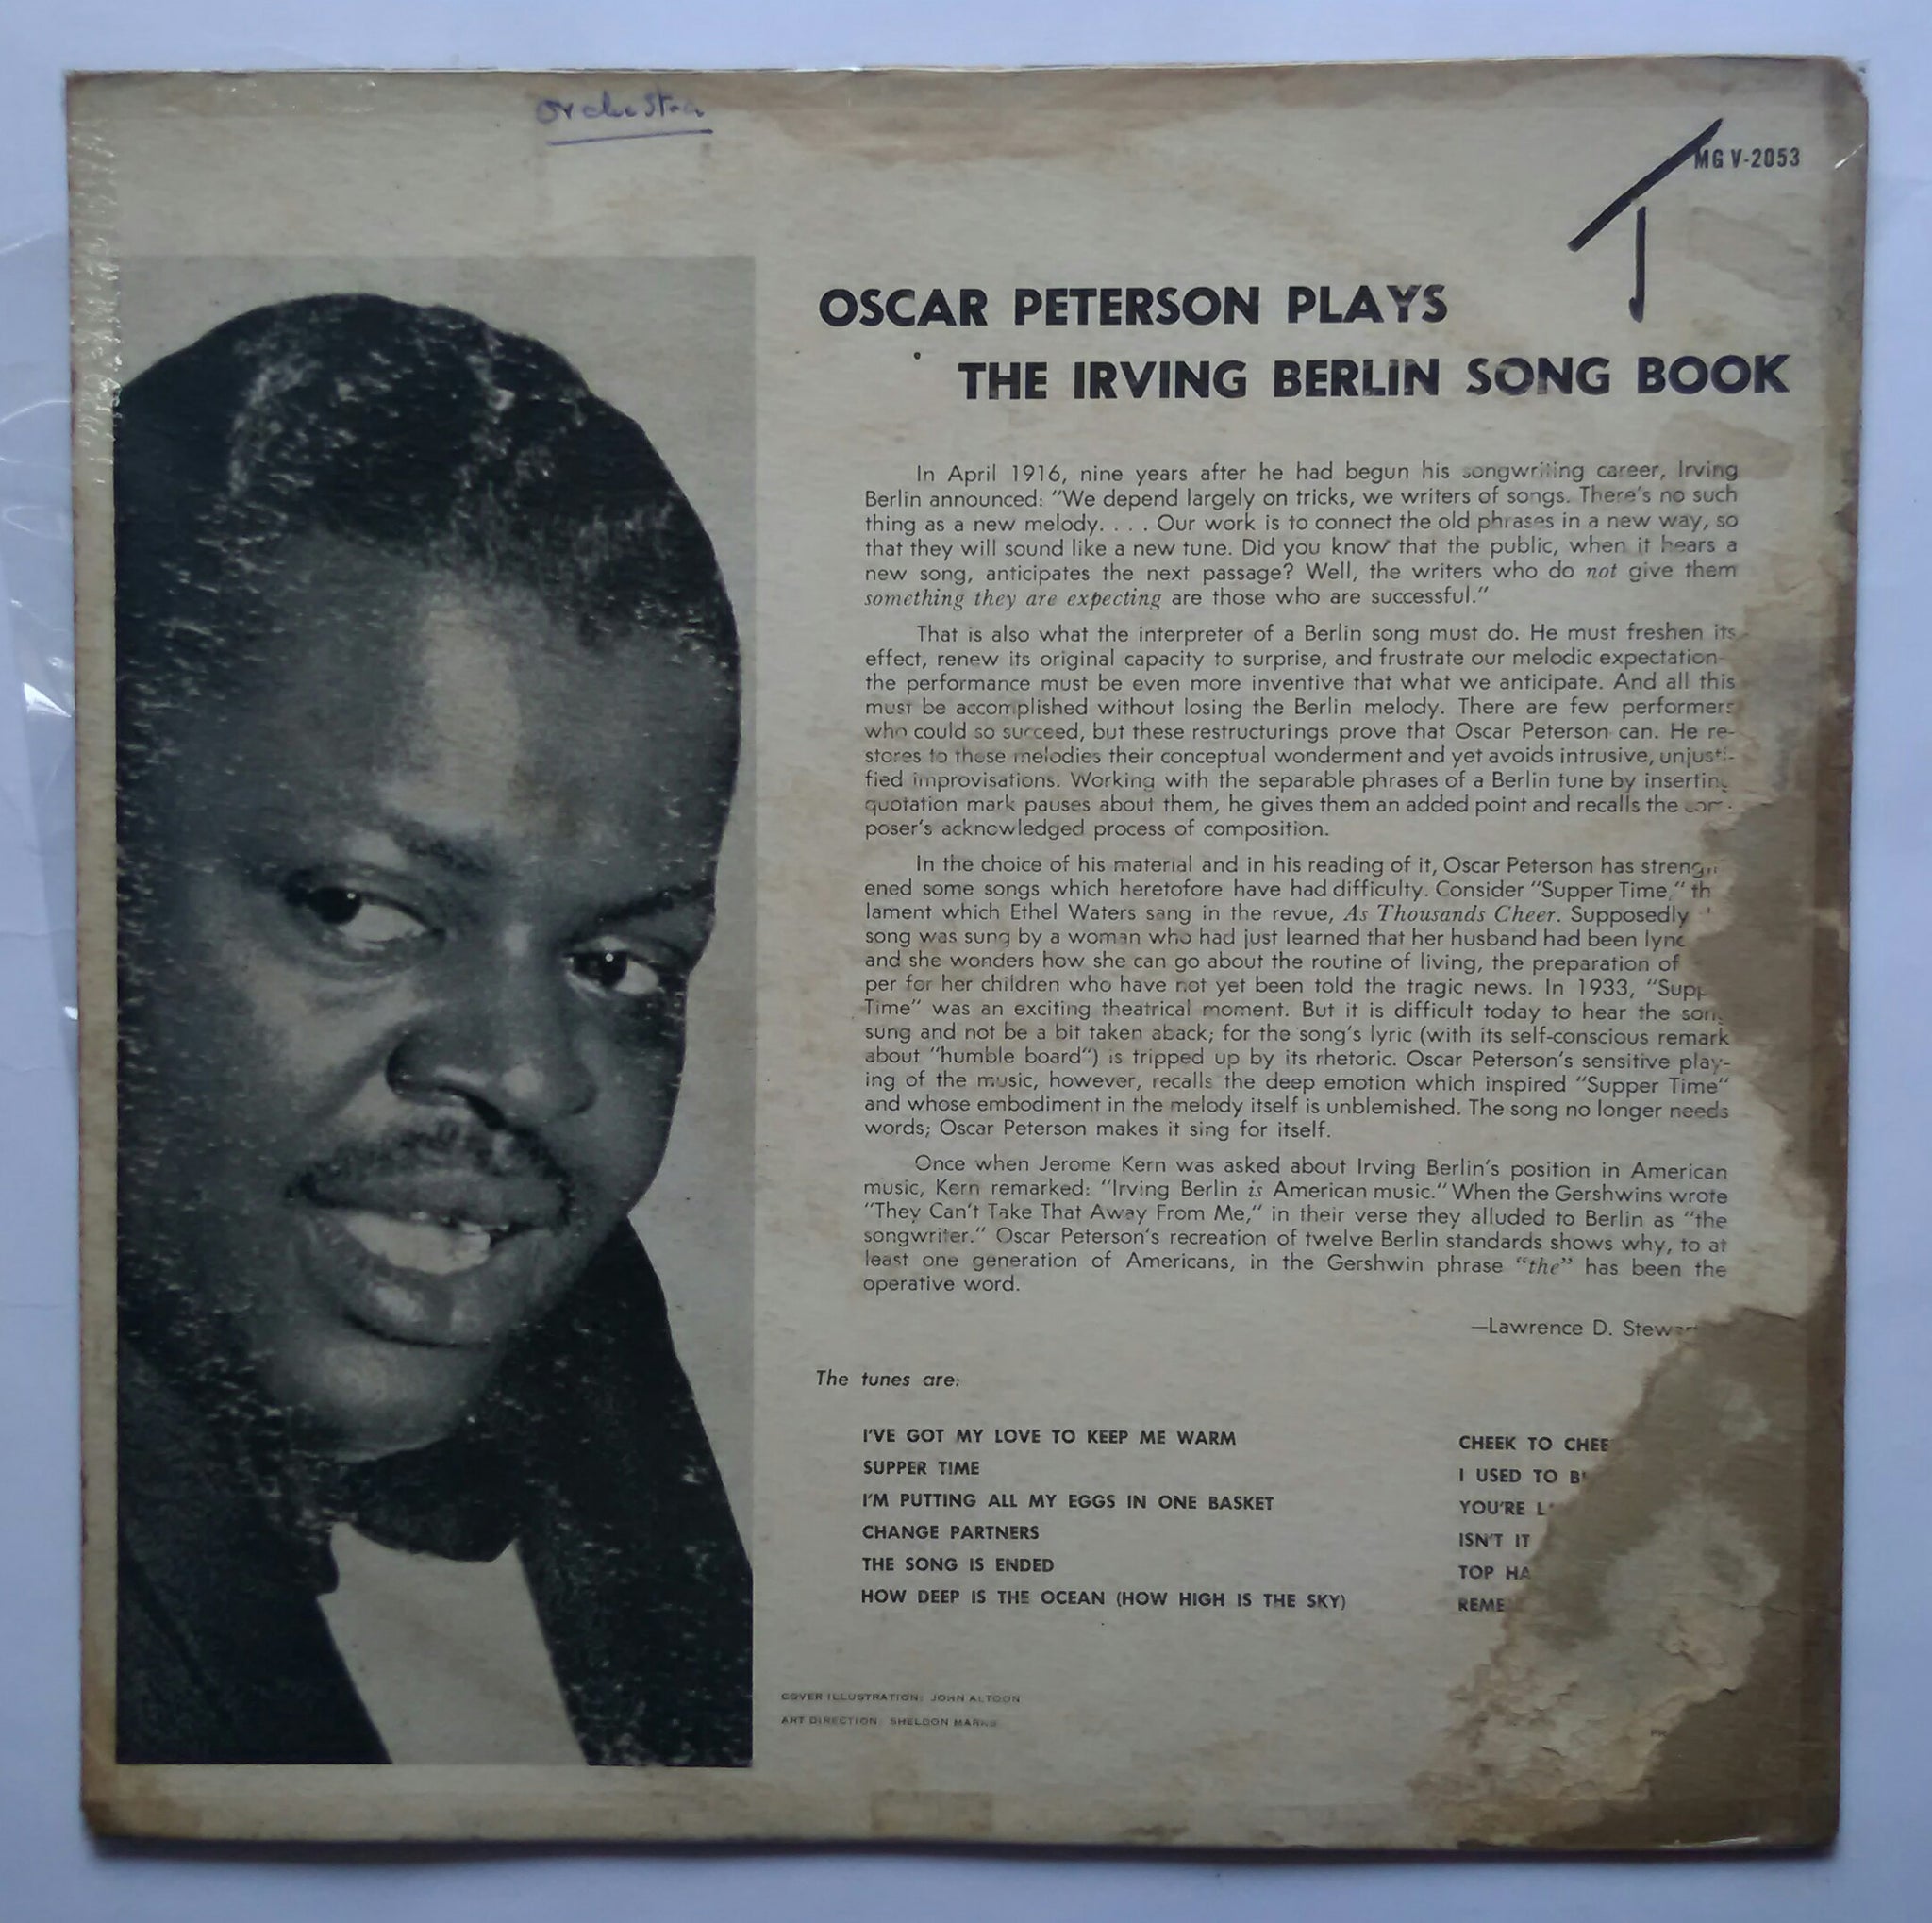 Orchestra
MG V-2053
OSCAR PETERSON PLAYS
THE IRVING BERLIN SONG BOOK
In April 1916, nine years after he had begun his songwriting career, Irving
Berlin announced: "We depend largely on tricks, we writers of songs. There's no such
thing as a new melody. . . . Our work is to connect the old phrases in a new way, so
that they will sound like a new tune. Did you know that the public, when it hears a
new song, anticipates the next passage? Well, the writers who do not give them
something they are expecting are those who are successful."
That is also what the interpreter of a Berlin song must do. He must freshen its
effect, renew its original capacity to surprise, and frustrate our melodic expectation-
the performance must be even more inventive that what we anticipate. And all this
must be accomplished without losing the Berlin melody. There are few performers
who could so succeed, but these restructurings prove that Oscar Peterson can. He re-
stores to these melodies their conceptual wonderment and yet avoids intrusive, unjusti-
fied improvisations. Working with the separable phrases of a Berlin tune by inserting
quotation mark pauses about them, he gives them an added point and recalls the com-
poser's acknowledged process of composition.
In the choice of his material and in his reading of it, Oscar Peterson has streng
ened some songs which heretofore have had difficulty. Consider "Supper Time," th
lament which Ethel Waters sang in the revue, As Thousands Cheer. Supposedly
song was sung by a woman who had just learned that her husband had been lync
and she wonders how she can go about the routine of living, the preparation of
per for her children who have not yet been told the tragic news. In 1933, "Supp
Time" was an exciting theatrical moment. But it is difficult today to hear the song
sung and not be a bit taken aback; for the song's lyric (with its self-conscious remark
about "humble board") is tripped up by its rhetoric. Oscar Peterson's sensitive play-
ing of the music, however, recalls the deep emotion which inspired "Supper Time"
and whose embodiment in the melody itself is unblemished. The song no longer needs
words; Oscar Peterson makes it sing for itself.
Once when Jerome Kern was asked about Irving Berlin's position in American
music, Kern remarked: "Irving Berlin is American music." When the Gershwins wrote
"They Can't Take That Away From Me," in their verse they alluded to Berlin as "the
songwriter." Oscar Peterson's recreation of twelve Berlin standards shows why, to at
least one generation of Americans, in the Gershwin phrase "the" has been the
operative word.
—Lawrence D. Stewart
The tunes are:
I'VE GOT MY LOVE TO KEEP ME WARM
SUPPER TIME
I'M PUTTING ALL MY EGGS IN ONE BASKET
CHANGE PARTNERS
THE SONG IS ENDED
HOW DEEP IS THE OCEAN (HOW HIGH IS THE SKY)
CHEEK TO CHEE
I USED TO B
YOU'RE L
ISN'T IT
TOP HA
REME
COVER ILLUSTRATION: JOHN ALTOON
ART DIRECTION: SHELDON MARKS